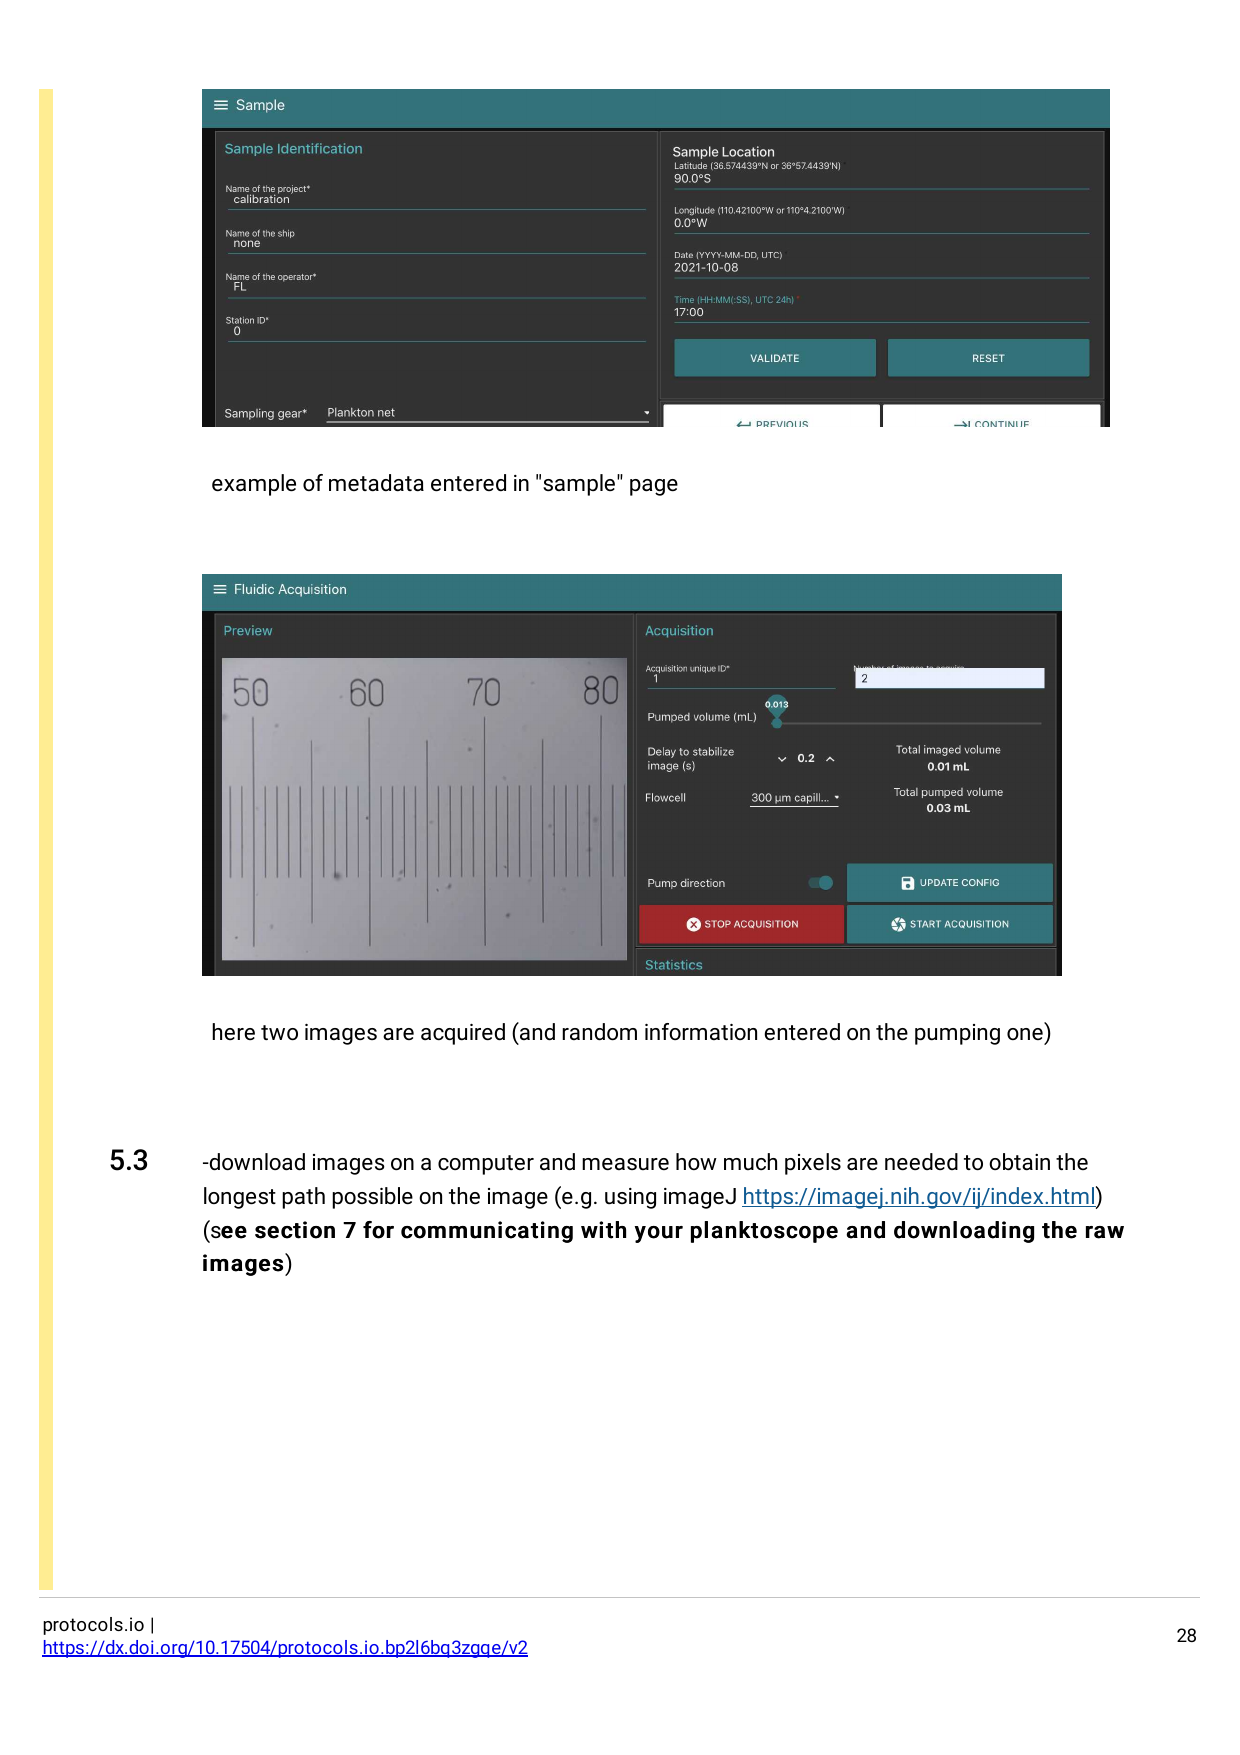 Sample
Sample Identification
Name of the project*
calibration
Name of the ship
none
Name of the operator*
FL
Station ID*
0
Sampling gear* Plankton net
Sample Location
Latitude (36.574439°N or 36°57.4439'N)
90.0°S
Longitude (110.42100°W or 110°4.2100'W)
0.0°W
Date (YYYY-MM-DD, UTC)
2021-10-08
Time (HH:MM(:SS), UTC 24h) *
17:00
VALIDATE RESET
PREVIOUS CONTINUE
example of metadata entered in "sample" page
Fluidic Acquisition
Preview
50 60 70 80
Acquisition
Acquisition unique ID* Number of images to acquire
1 2
0.013
Pumped volume (mL)
Delay to stabilize
image (s)
0.2
Total imaged volume
0.01 mL
Flowcell 300 µm capill...
Total pumped volume
0.03 mL
Pump direction UPDATE CONFIG
STOP ACQUISITION START ACQUISITION
Statistics
here two images are acquired (and random information entered on the pumping one)
5.3 -download images on a computer and measure how much pixels are needed to obtain the
longest path possible on the image (e.g. using imageJ https://imagej.nih.gov/ij/index.html)
(see section 7 for communicating with your planktoscope and downloading the raw
images)
protocols.io |
https://dx.doi.org/10.17504/protocols.io.bp2l6bq3zgqe/v2
28